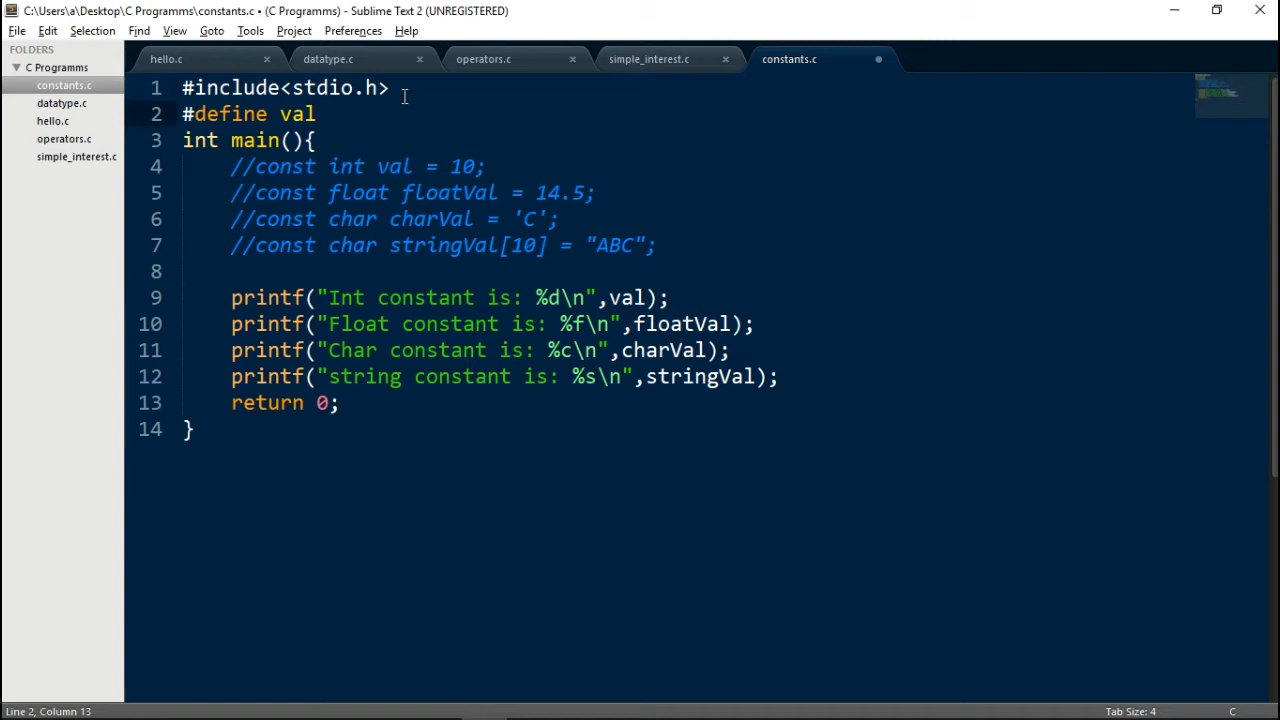 C:\Users\a\Desktop\C Programms\constants.c • (C Programms) - Sublime Text 2 (UNREGISTERED)
File Edit Selection Find View Goto Tools Project Preferences Help
FOLDERS
C Programms
constants.c
datatype.c
hello.c
operators.c
simple_interest.c
hello.c × datatype.c × operators.c × simple_interest.c × constants.c
1 #include<stdio.h>
2 #define val
3 int main(){
4 //const int val = 10;
5 //const float floatVal = 14.5;
6 //const char charVal = 'C';
7 //const char stringVal[10] = "ABC";
8
9 printf("Int constant is: %d\n",val);
10 printf("Float constant is: %f\n",floatVal);
11 printf("Char constant is: %c\n",charVal);
12 printf("string constant is: %s\n",stringVal);
13 return 0;
14 }
Line 2, Column 13 Tab Size: 4 C